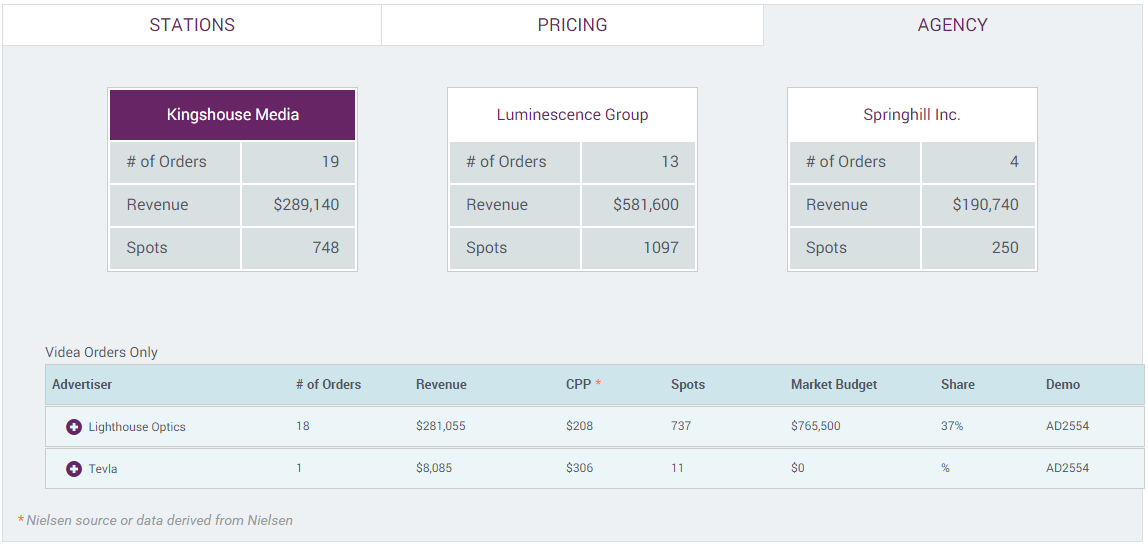 STATIONS PRICING AGENCY
Kingshouse Media Luminescence Group Springhill Inc.
# of Orders 19 # of Orders 13 # of Orders 4
Revenue $289,140 Revenue $581,600 Revenue $190,740
Spots 748 Spots 1097 Spots 250
Videa Orders Only
Advertiser # of Orders Revenue CPP * Spots Market Budget Share Demo
Lighthouse Optics 18 $281,055 $208 737 $765,500 37% AD2554
Tevla 1 $8,085 $306 11 $0 % AD2554
* Nielsen source or data derived from Nielsen